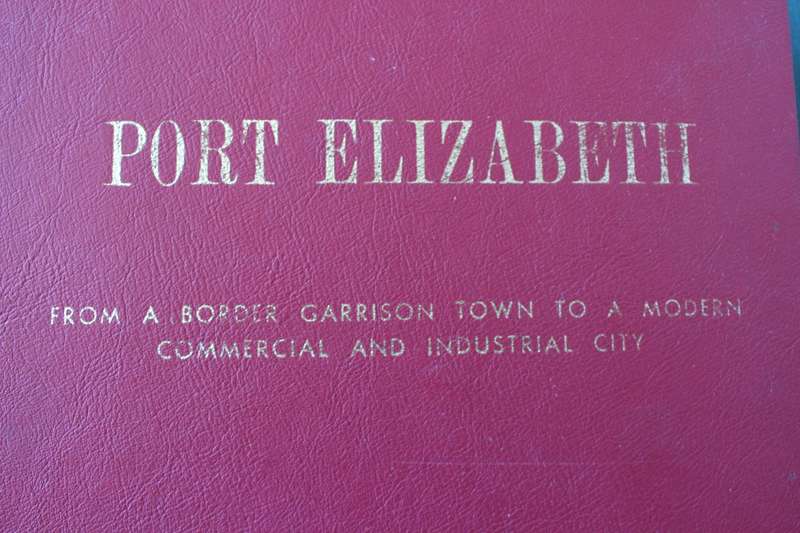 PORT ELIZABETH
FROM A BORDER GARRISON TOWN TO A MODERN
COMMERCIAL AND INDUSTRIAL CITY